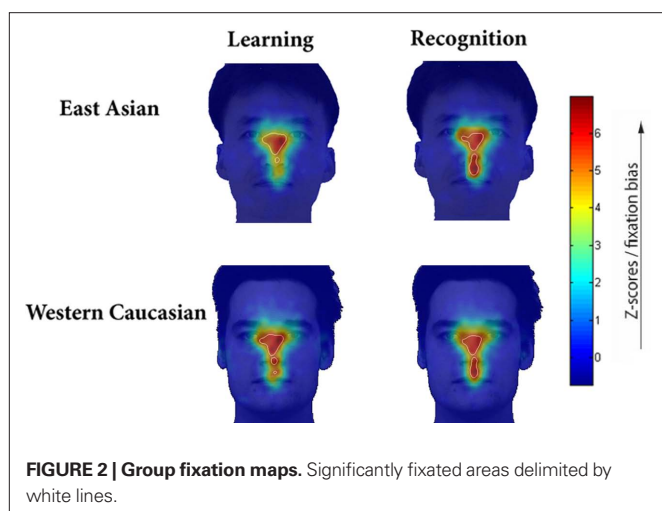 Learning Recognition
East Asian
Western Caucasian
6
5
4
3
2
1
0
Z-scores / fixation bias
FIGURE 2 | Group fixation maps. Significantly fixated areas delimited by
white lines.